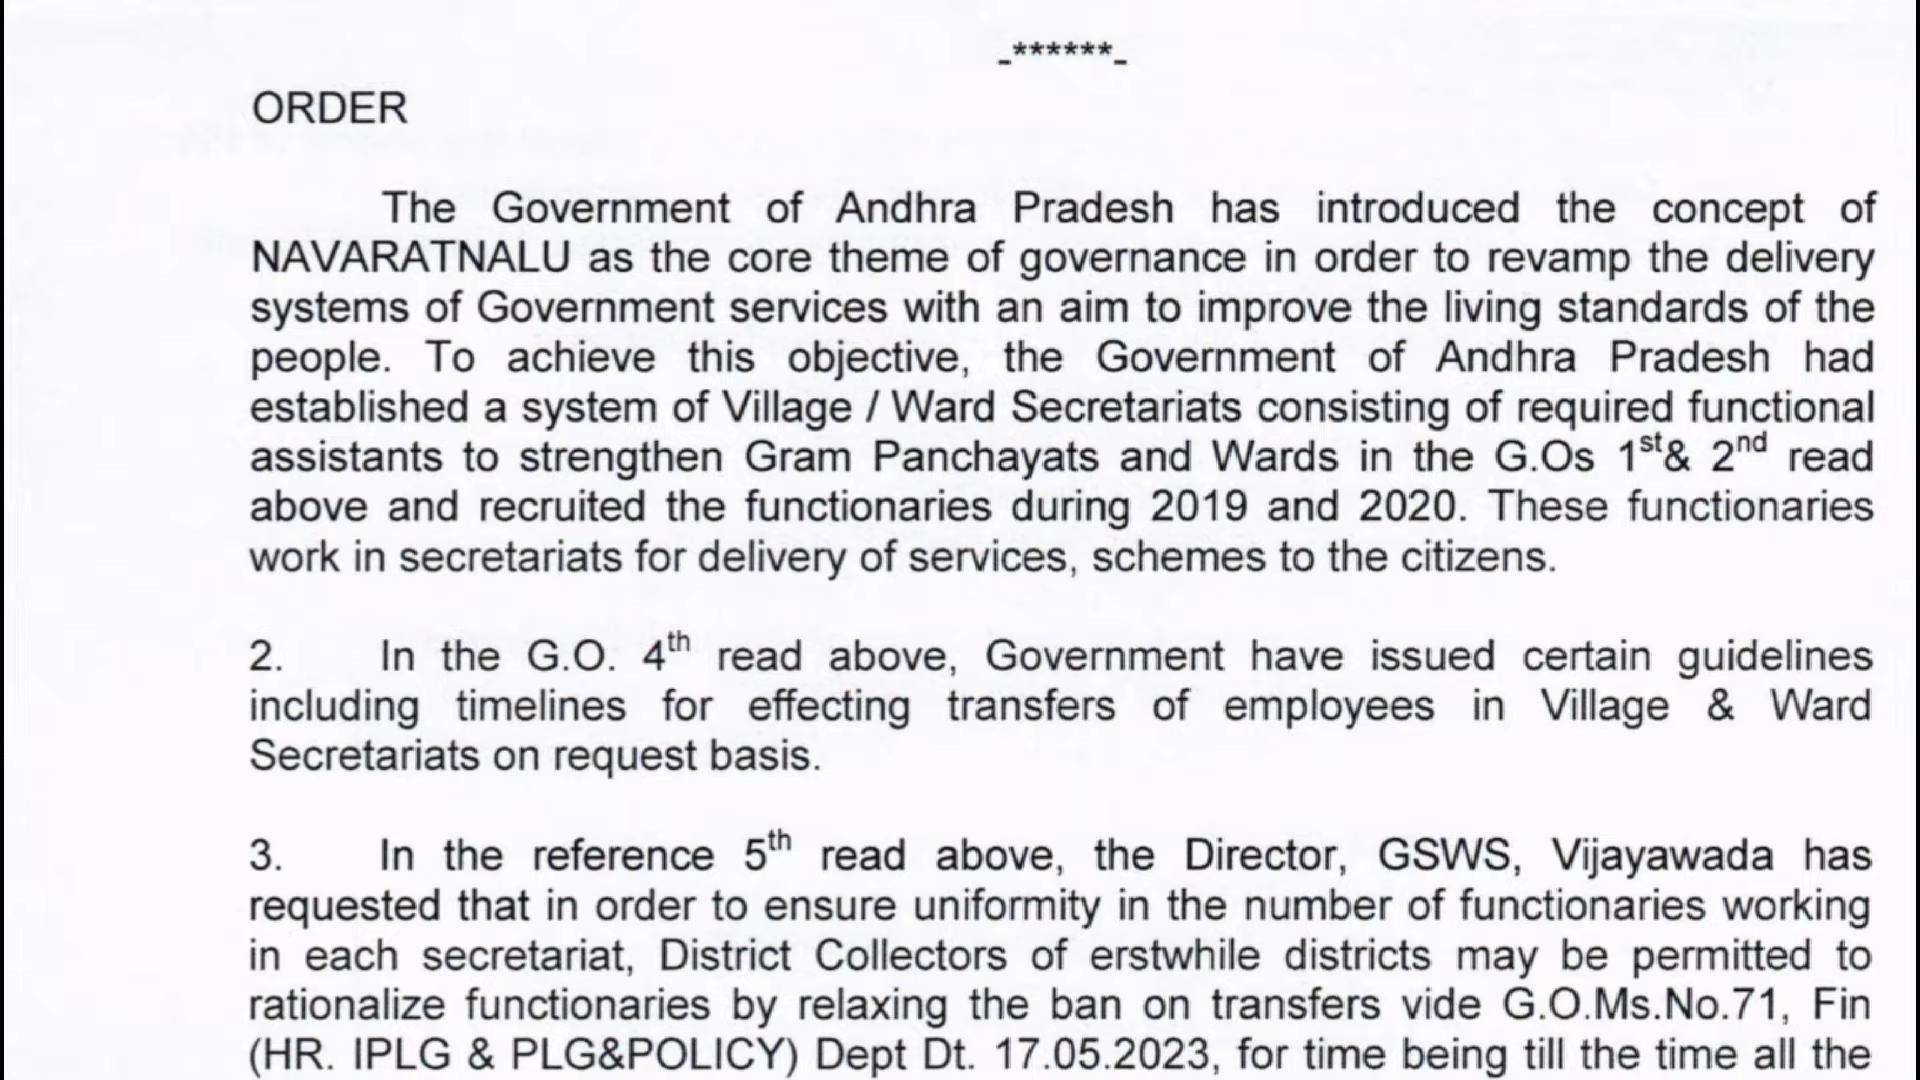 -******-
ORDER
The Government of Andhra Pradesh has introduced the concept of
NAVARATNALU as the core theme of governance in order to revamp the delivery
systems of Government services with an aim to improve the living standards of the
people. To achieve this objective, the Government of Andhra Pradesh had
established a system of Village / Ward Secretariats consisting of required functional
assistants to strengthen Gram Panchayats and Wards in the G.Os 1st& 2nd read
above and recruited the functionaries during 2019 and 2020. These functionaries
work in secretariats for delivery of services, schemes to the citizens.
2. In the G.O. 4th read above, Government have issued certain guidelines
including timelines for effecting transfers of employees in Village & Ward
Secretariats on request basis.
3. In the reference 5th read above, the Director, GSWS, Vijayawada has
requested that in order to ensure uniformity in the number of functionaries working
in each secretariat, District Collectors of erstwhile districts may be permitted to
rationalize functionaries by relaxing the ban on transfers vide G.O.Ms.No.71, Fin
(HR. IPLG & PLG&POLICY) Dept Dt. 17.05.2023, for time being till the time all the